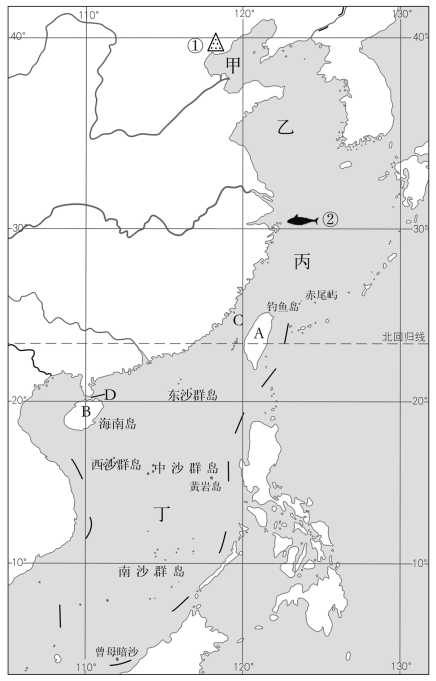 110° 120° 130°
40° ① 甲 40°
乙
②
30° 30°
丙
赤尾屿
钓鱼岛
C A
北回归线
D 东沙群岛
20° 20°
B
海南岛
西沙群岛 中沙群岛
黄岩岛
丁
10° 10°
南沙群岛
曾母暗沙
110° 120° 130°